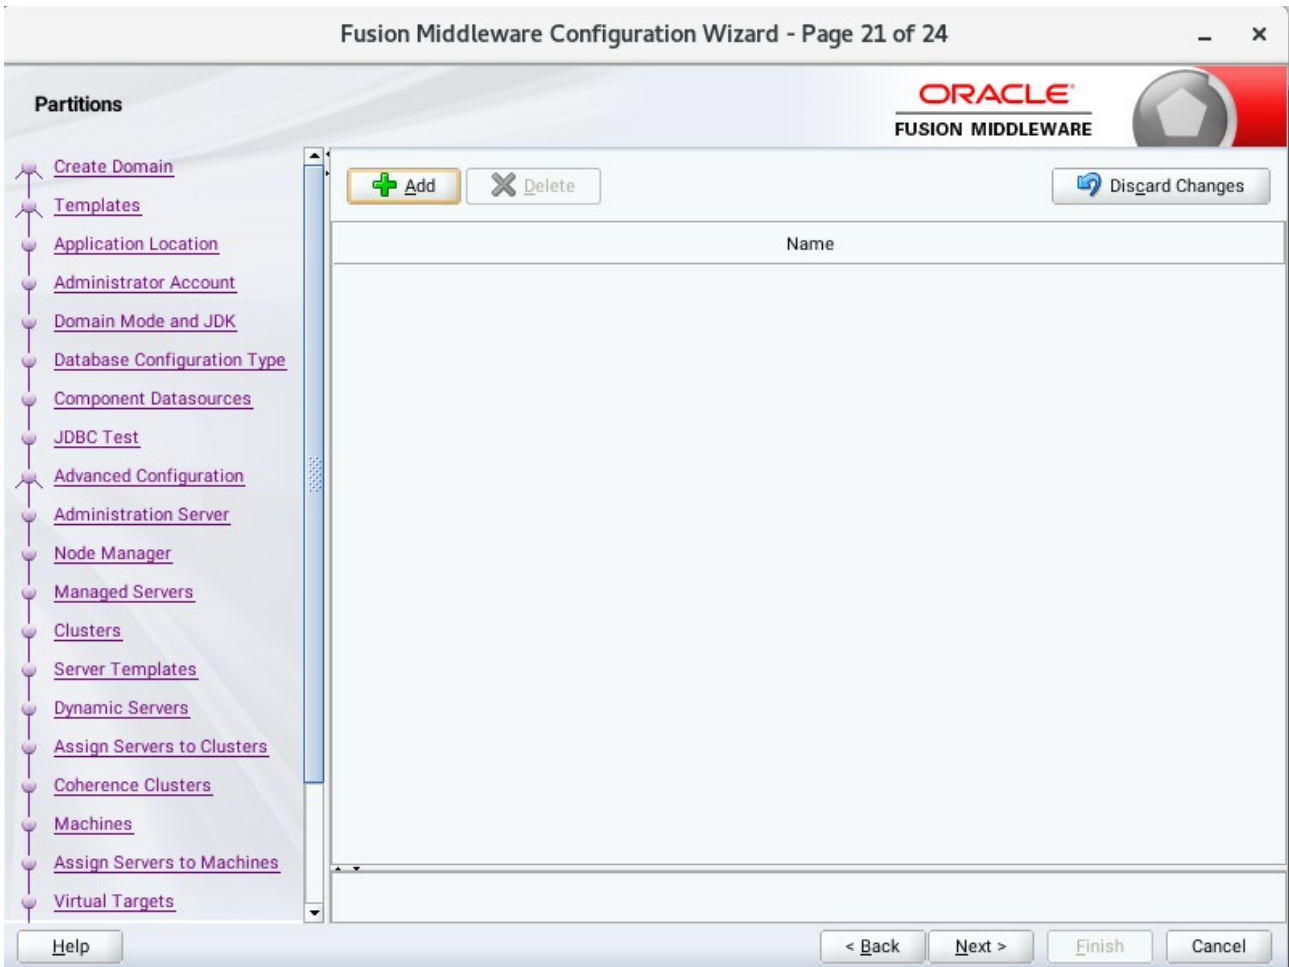 Fusion Middleware Configuration Wizard - Page 21 of 24
Partitions
ORACLE
FUSION MIDDLEWARE
Create Domain
Templates
Application Location
Administrator Account
Domain Mode and JDK
Database Configuration Type
Component Datasources
JDBC Test
Advanced Configuration
Administration Server
Node Manager
Managed Servers
Clusters
Server Templates
Dynamic Servers
Assign Servers to Clusters
Coherence Clusters
Machines
Assign Servers to Machines
Virtual Targets
Add Delete Discard Changes
Name
Help < Back Next > Finish Cancel